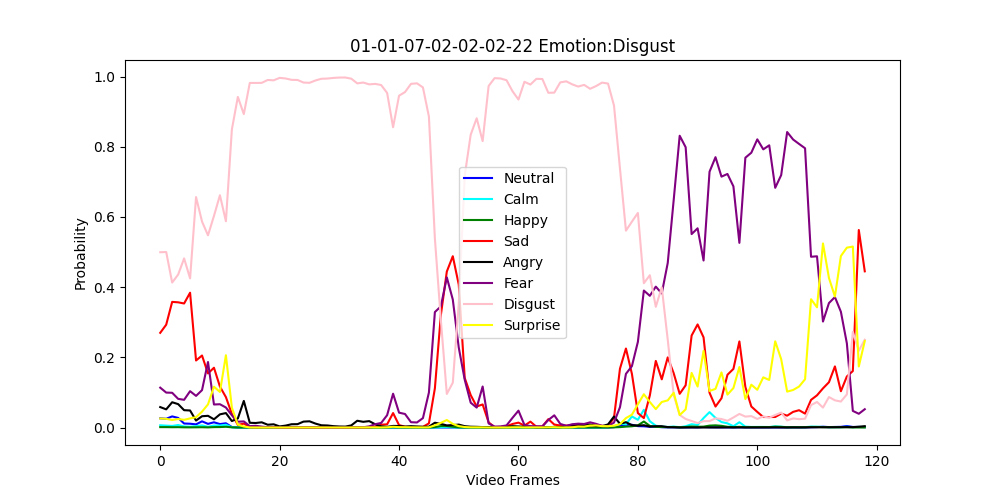 01-01-07-02-02-02-22 Emotion:Disgust
1.0
0.8
0.6
0.4
0.2
0.0
Probability
Neutral
Calm
Happy
Sad
Angry
Fear
Disgust
Surprise
0 20 40 60 80 100 120
Video Frames